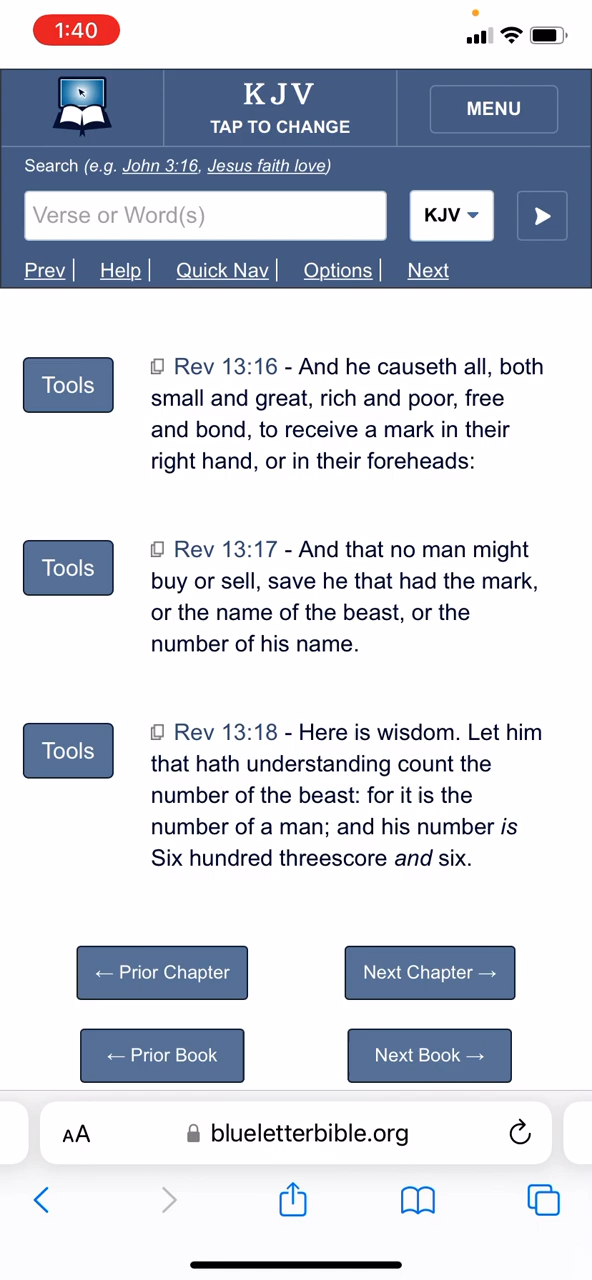 1:40
KJV
TAP TO CHANGE
MENU
Search (e.g. John 3:16, Jesus faith love)
Verse or Word(s)
KJV
Prev | Help | Quick Nav | Options | Next
Tools
Rev 13:16 - And he causeth all, both
small and great, rich and poor, free
and bond, to receive a mark in their
right hand, or in their foreheads:
Tools
Rev 13:17 - And that no man might
buy or sell, save he that had the mark,
or the name of the beast, or the
number of his name.
Tools
Rev 13:18 - Here is wisdom. Let him
that hath understanding count the
number of the beast: for it is the
number of a man; and his number is
Six hundred threescore and six.
← Prior Chapter
Next Chapter →
← Prior Book
Next Book →
AA
blueletterbible.org